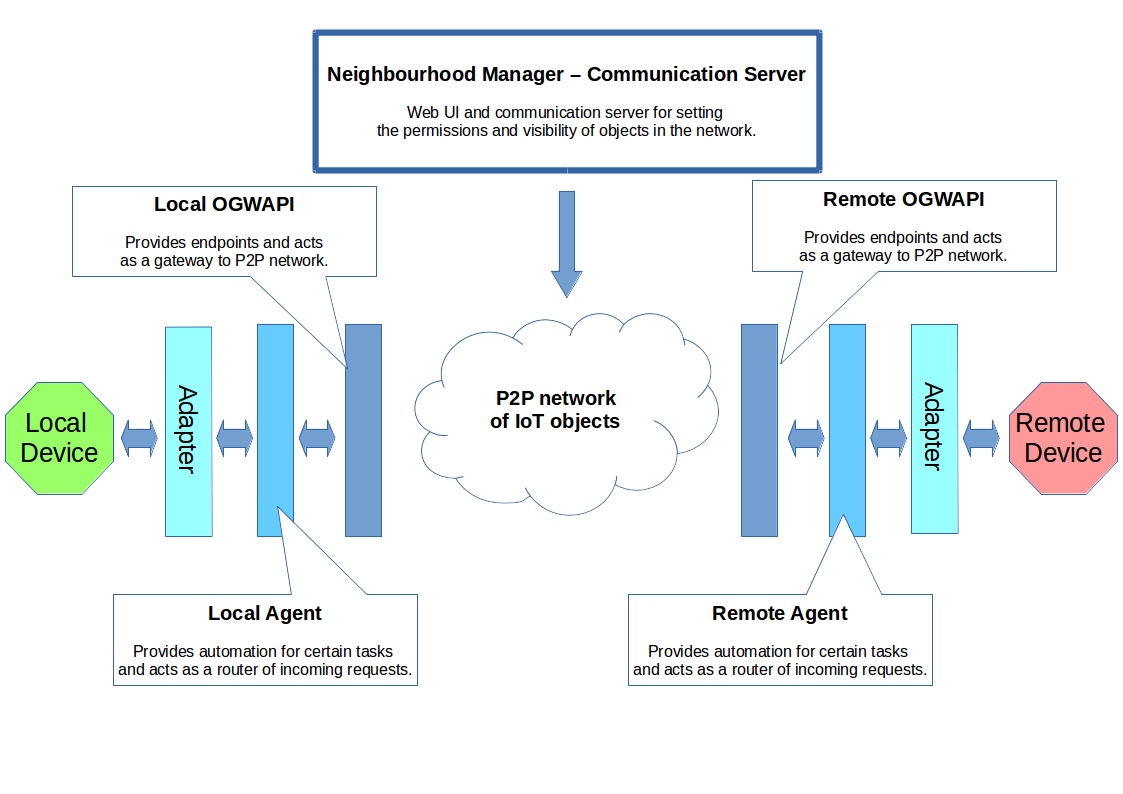 Neighbourhood Manager – Communication Server
Web UI and communication server for setting
the permissions and visibility of objects in the network.
Local OGWAPI
Provides endpoints and acts
as a gateway to P2P network.
Remote OGWAPI
Provides endpoints and acts
as a gateway to P2P network.
Local
Device
Adapter
P2P network
of IoT objects
Adapter
Remote
Device
Local Agent
Provides automation for certain tasks
and acts as a router of incoming requests.
Remote Agent
Provides automation for certain tasks
and acts as a router of incoming requests.